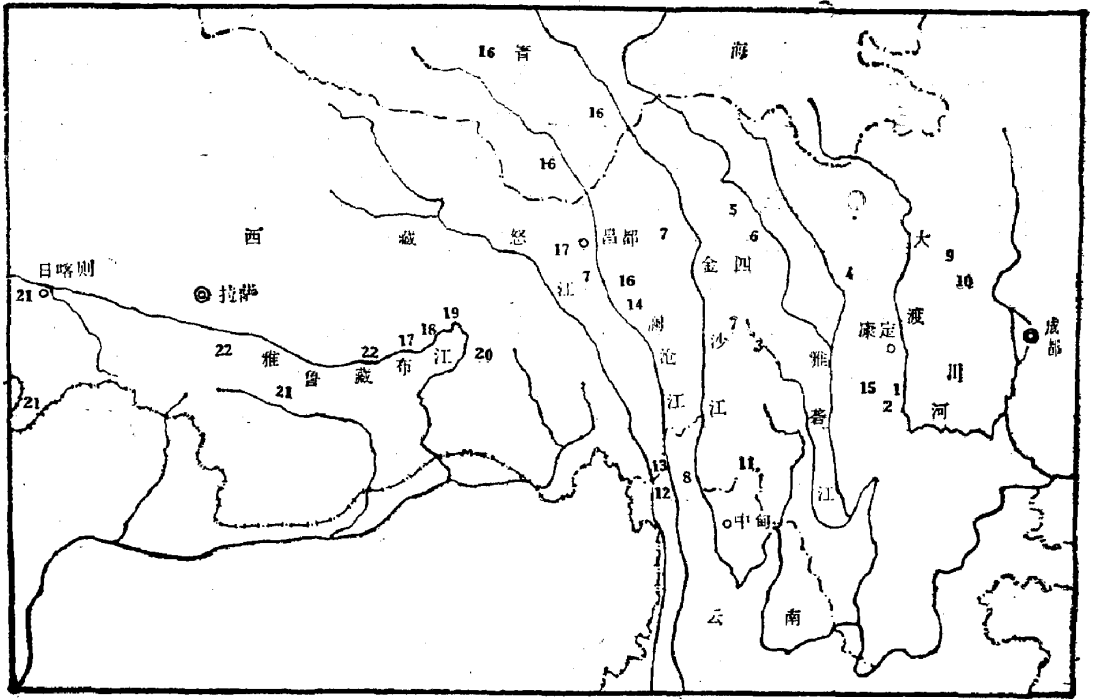 16 青 海
16
16
5
西 藏 怒 17 昌都 7 6 大 9
日喀则 江 7 16 金 四 4 10
21 拉萨 14 澜 渡
19 7 康定 成都
22 雅 22 17 18 沧 沙 3 雅
鲁 藏 布 江 20 川
21 21 江 江 砻 15 1 2 河
13 11
12 8 江
中甸
云 南